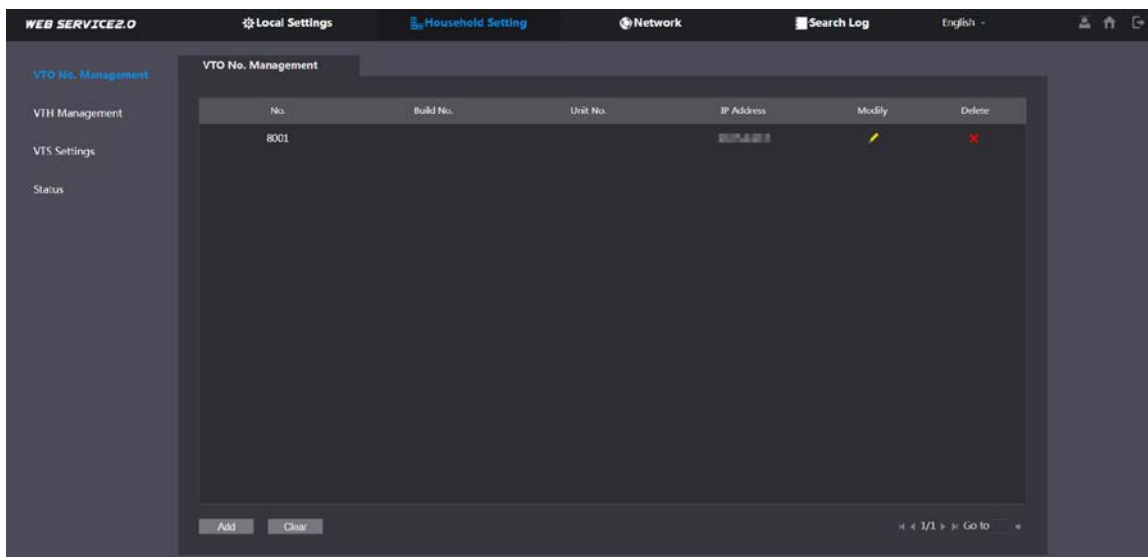 WEB SERVICE2.0 Local Settings Household Setting Network Search Log English
VTO No. Management
VTH Management
VTS Settings
Status
VTO No. Management
No. Build No. Unit No. IP Address Modify Delete
8001
Add Clear 1/1 Go to